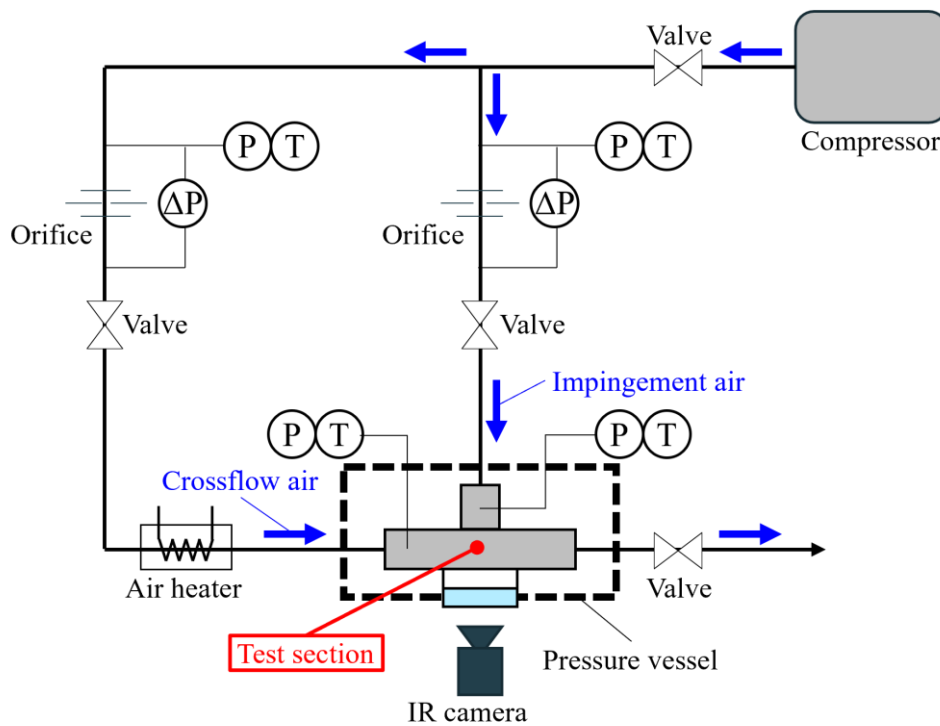 Valve
Compressor
P T
P T
ΔP
ΔP
Orifice
Orifice
Valve
Valve
Impingement air
P T
P T
Crossflow air
Air heater
Valve
Test section
Pressure vessel
IR camera